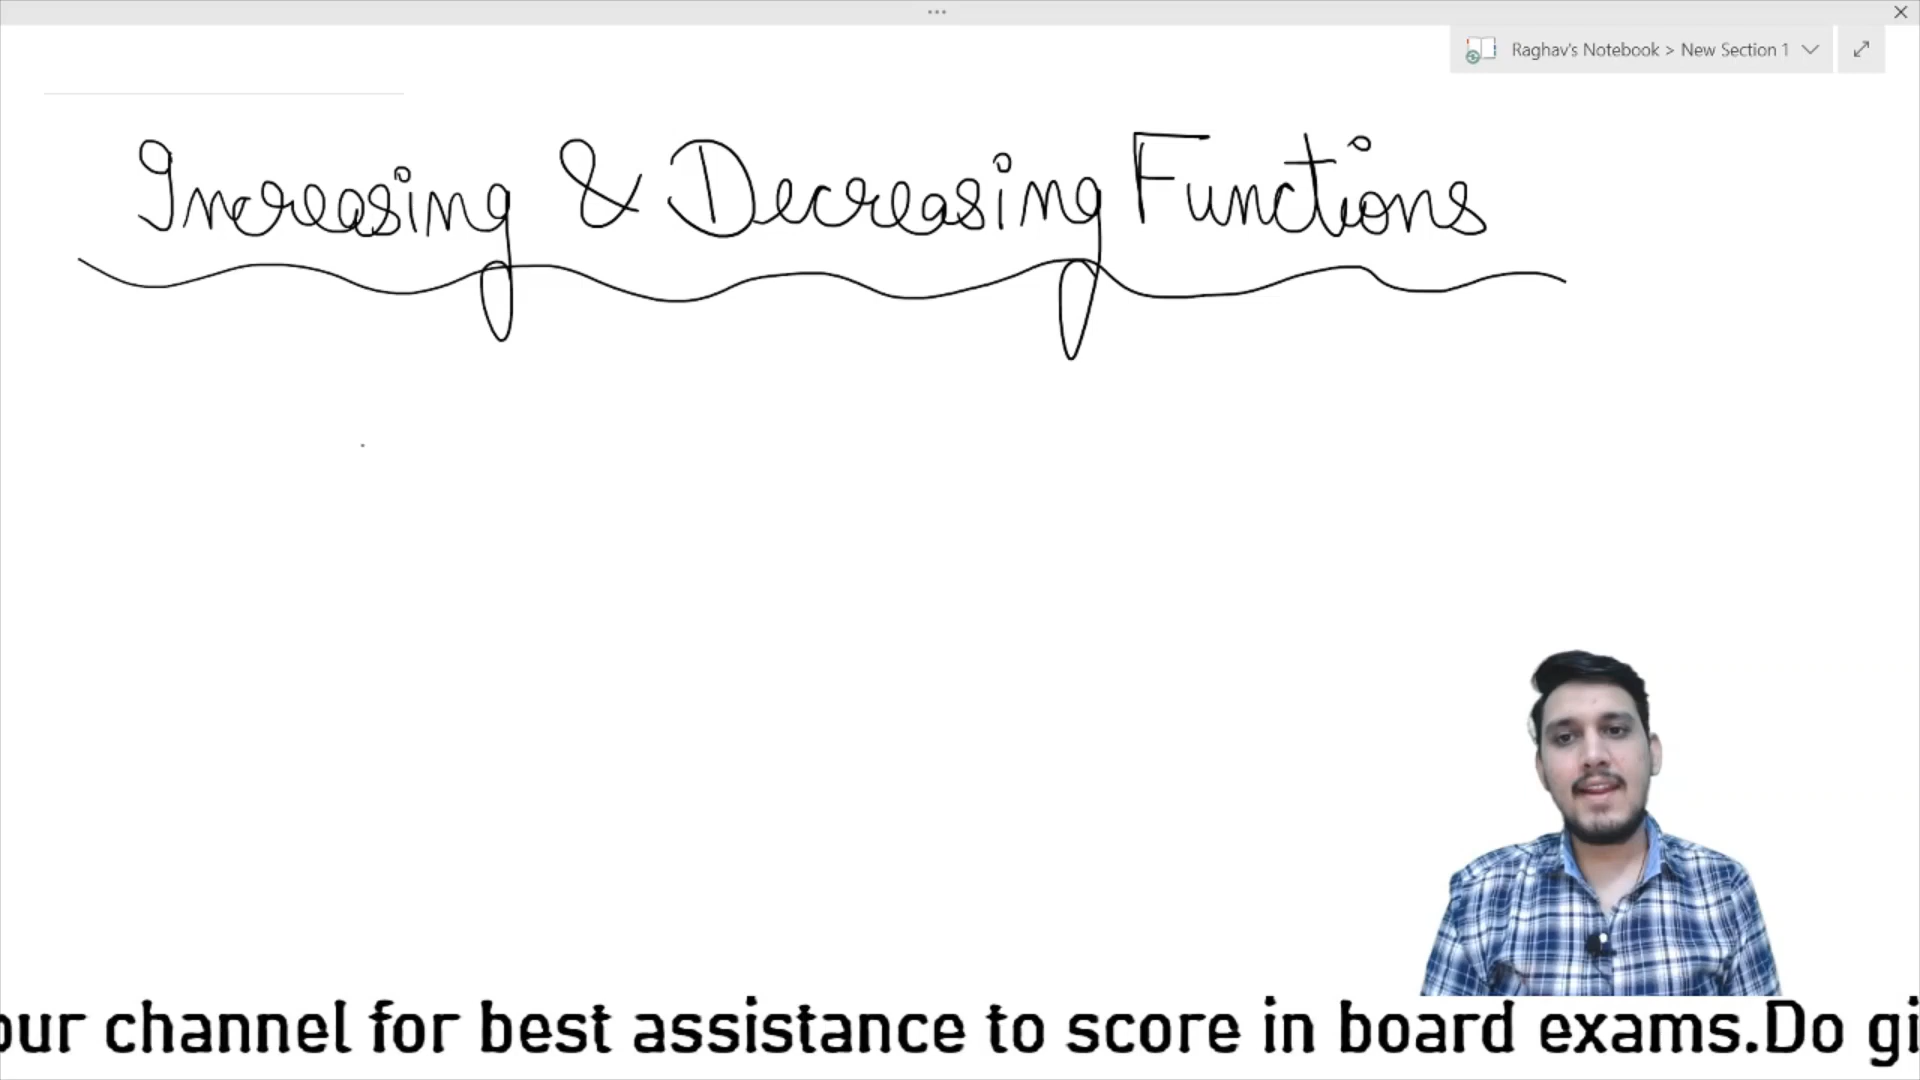 Raghav's Notebook > New Section 1
Increasing & Decreasing Functions
our channel for best assistance to score in board exams.Do gi